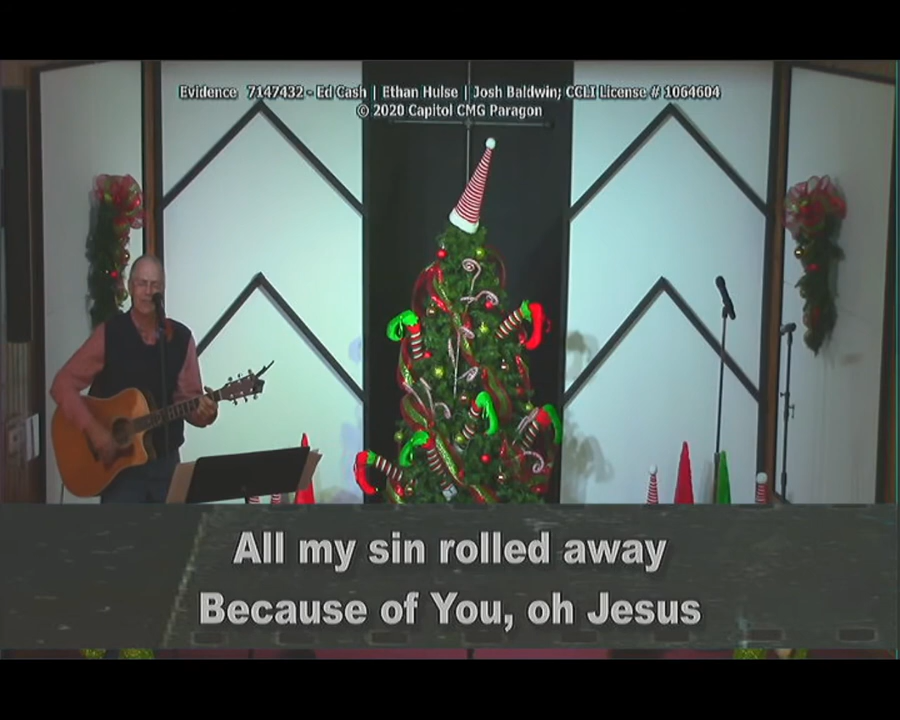 Evidence 7147432 - Ed Cash | Ethan Hulse | Josh Baldwin; CCLI License # 1064604
© 2020 Capitol CMG Paragon
All my sin rolled away
Because of You, oh Jesus